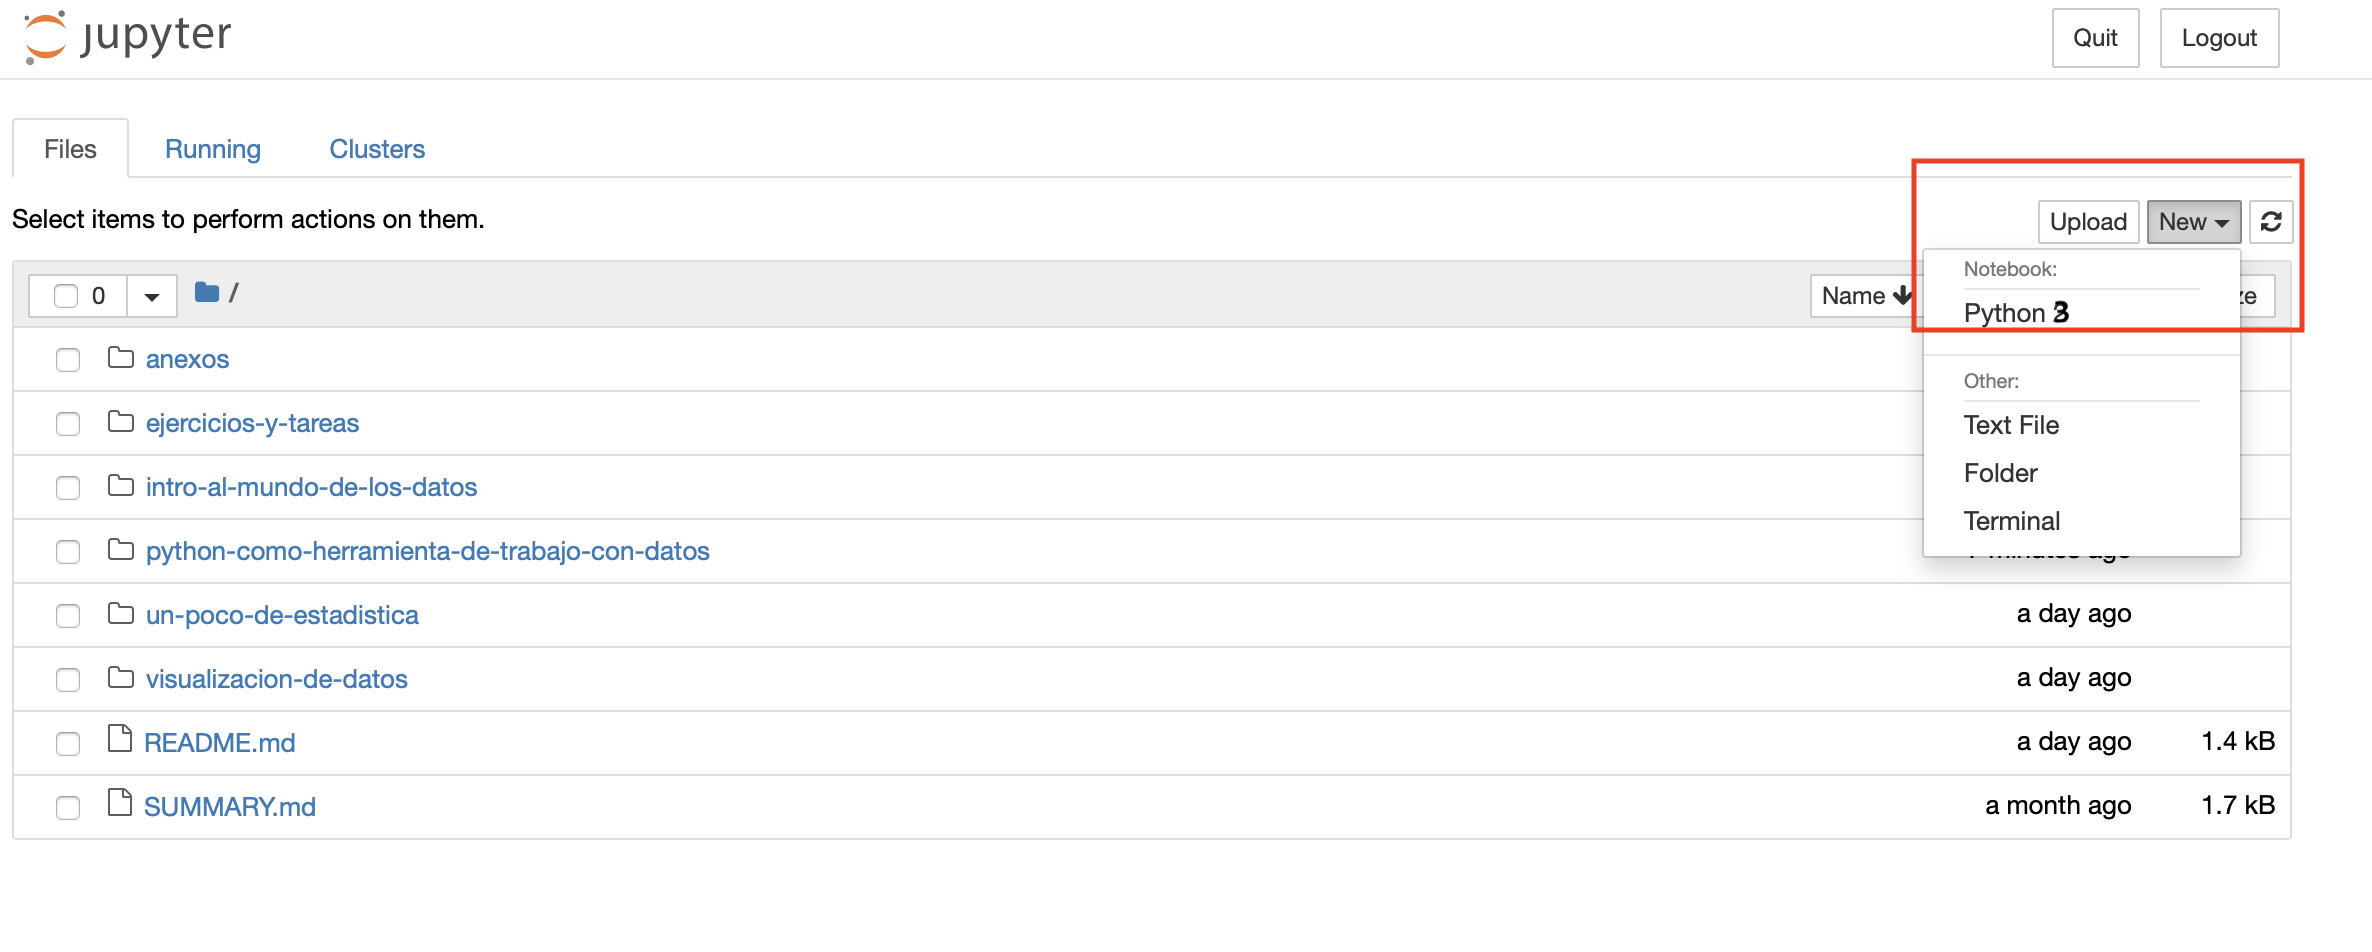 jupyter
Quit Logout
Files Running Clusters
Select items to perform actions on them.
Upload New
0 / Name
Notebook:
Python 3
anexos
Other:
ejercicios-y-tareas
Text File
Folder
intro-al-mundo-de-los-datos
Terminal
python-como-herramienta-de-trabajo-con-datos
un-poco-de-estadistica a day ago
visualizacion-de-datos a day ago
README.md a day ago 1.4 kB
SUMMARY.md a month ago 1.7 kB